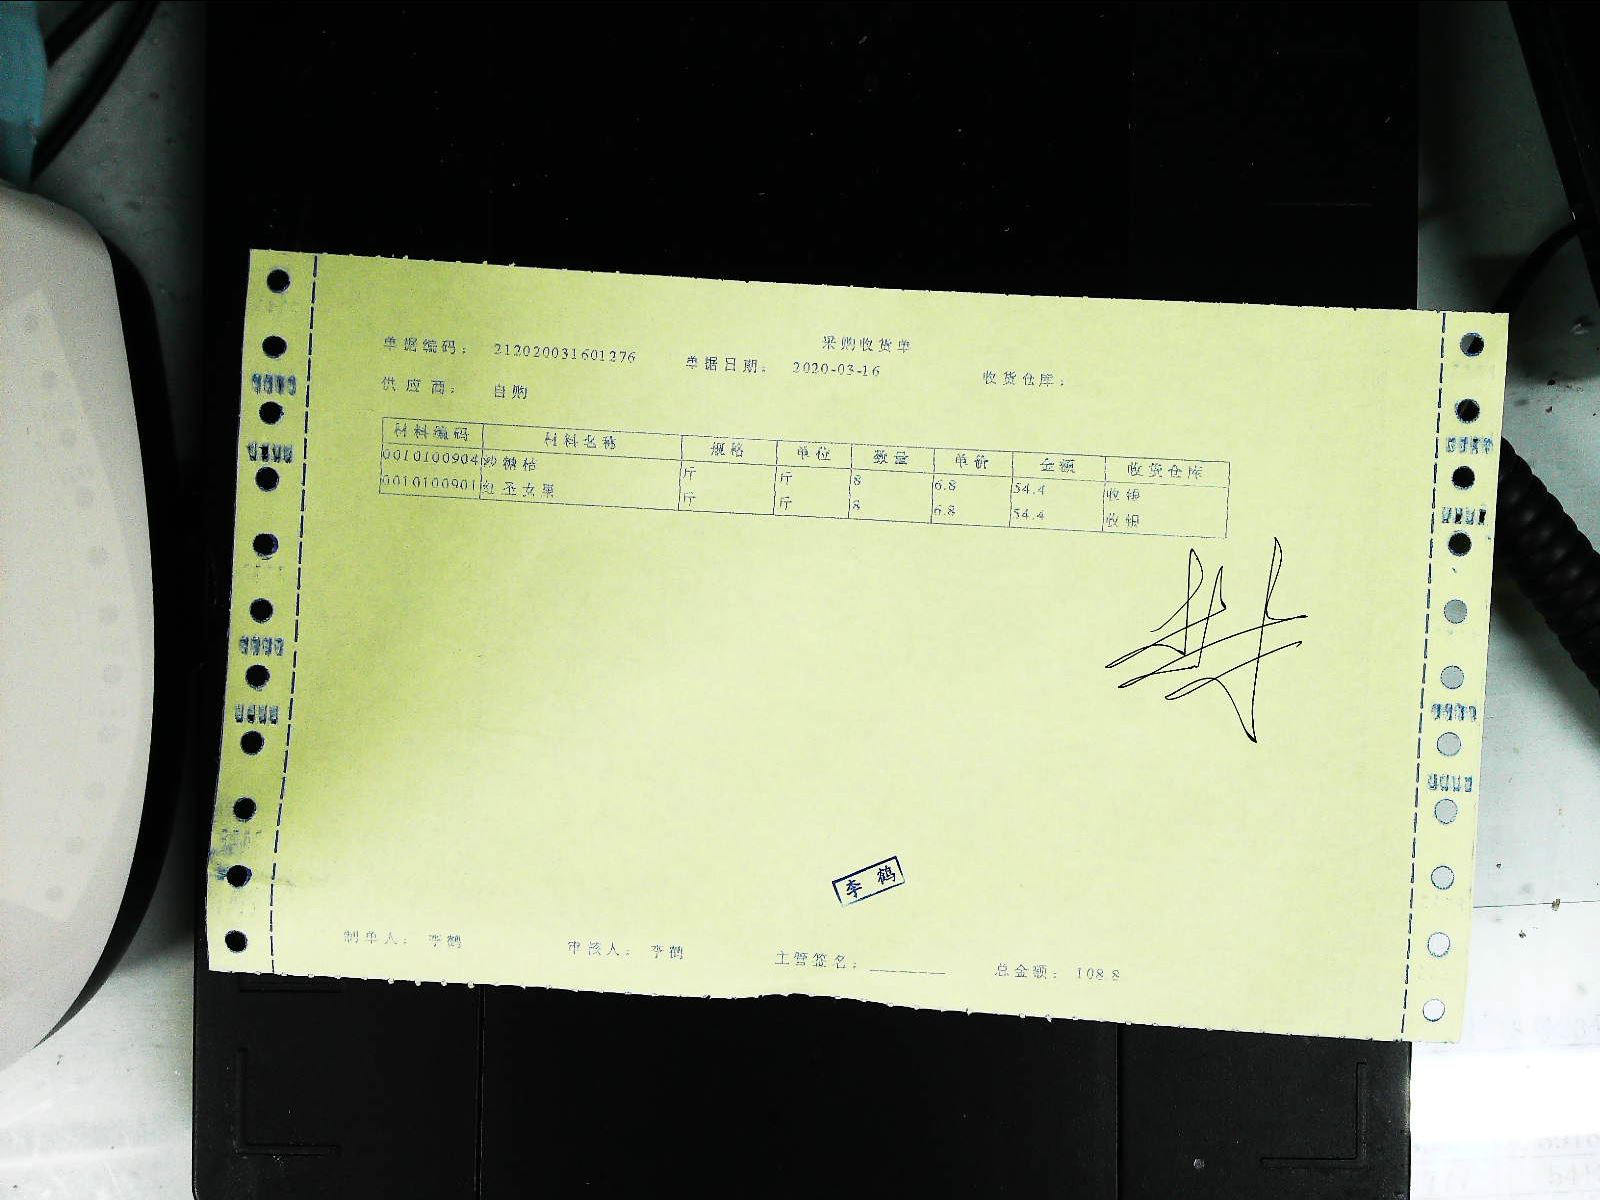 采购收货单
单据编码： 212020031601276 单据日期： 2020-03-16 收货仓库：
供应商： 自购
材料编码 材料名称 规格 单位 数量 单价 金额 收货仓库
0010100904 砂糖桔 斤 斤 8 6.8 54.4 收银
0010100901 红圣女果 斤 斤 8 6.8 54.4 收银
李鹤
制单人： 李鹤 审核人： 李鹤 主管签名：________ 总金额： 108.8